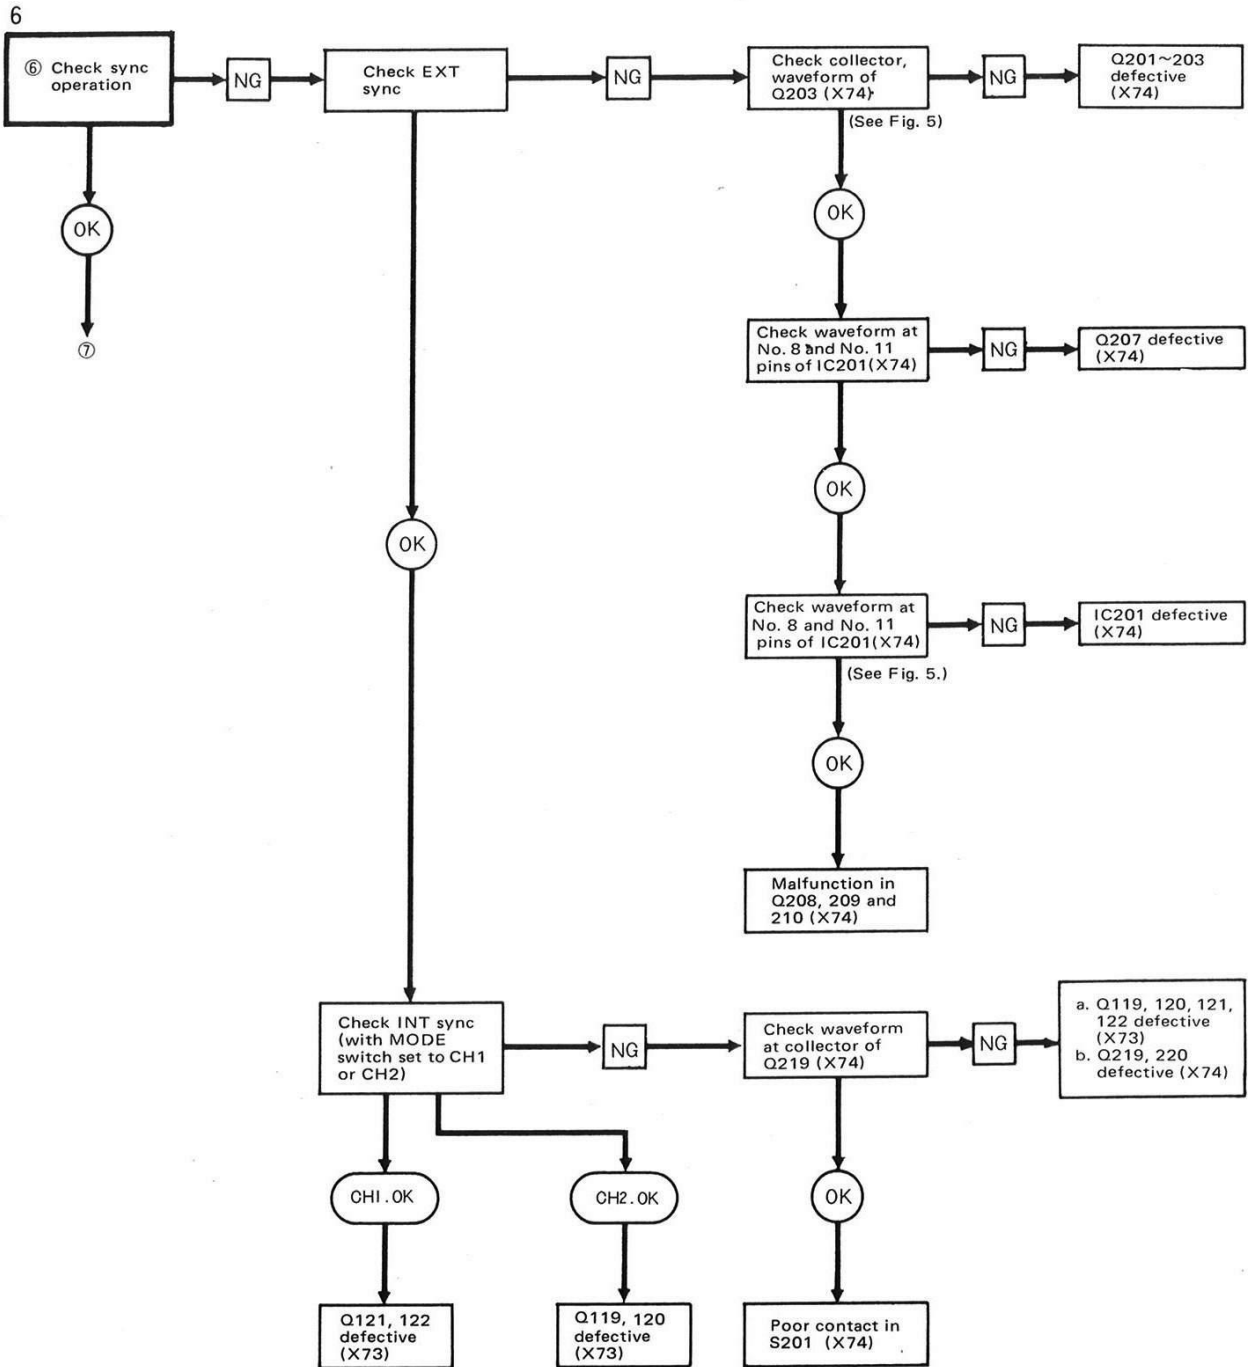 6
⑥ Check sync
operation
NG
Check EXT
sync
NG
Check collector,
waveform of
Q203 (X74)
(See Fig. 5)
NG
Q201~203
defective
(X74)
OK
⑦
OK
Check waveform at
No. 8 and No. 11
pins of IC201(X74)
NG
Q207 defective
(X74)
OK
OK
Check waveform at
No. 8 and No. 11
pins of IC201(X74)
(See Fig. 5.)
NG
IC201 defective
(X74)
OK
Malfunction in
Q208, 209 and
210 (X74)
Check INT sync
(with MODE
switch set to CH1
or CH2)
NG
Check waveform
at collector of
Q219 (X74)
NG
a. Q119, 120, 121,
122 defective
(X73)
b. Q219, 220
defective (X74)
CH1.OK
CH2.OK
OK
Q121, 122
defective
(X73)
Q119, 120
defective
(X73)
Poor contact in
S201 (X74)